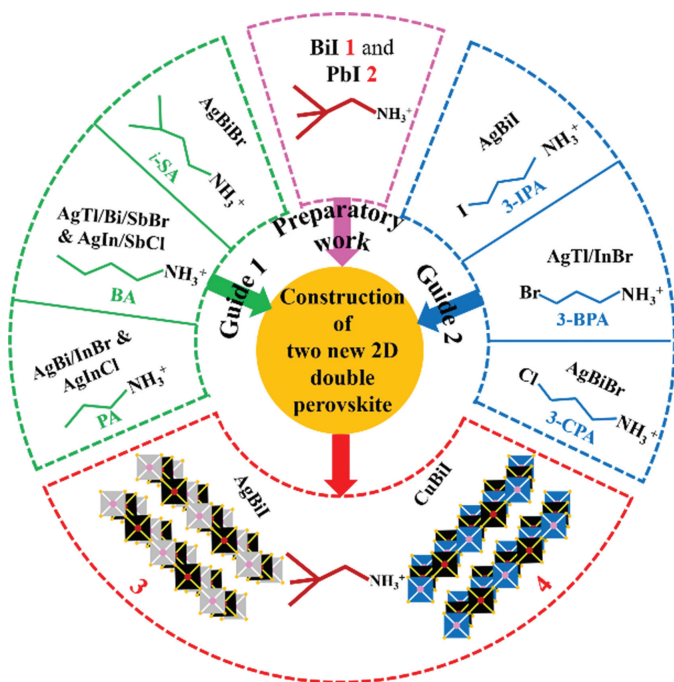 BiI 1 and
PbI 2
NH₃⁺
Preparatory
work
AgBiBr
i-SA
NH₃⁺
AgTl/Bi/SbBr
& AgIn/SbCl
NH₃⁺
BA
AgBi/InBr &
AgInCl
NH₃⁺
PA
Guide 1
AgBiI
NH₃⁺
I
3-IPA
AgTl/InBr
Br
NH₃⁺
3-BPA
Cl
AgBiBr
NH₃⁺
3-CPA
Guide 2
Construction
of
two new 2D
double
perovskite
AgBiI
3
NH₃⁺
CuBiI
4